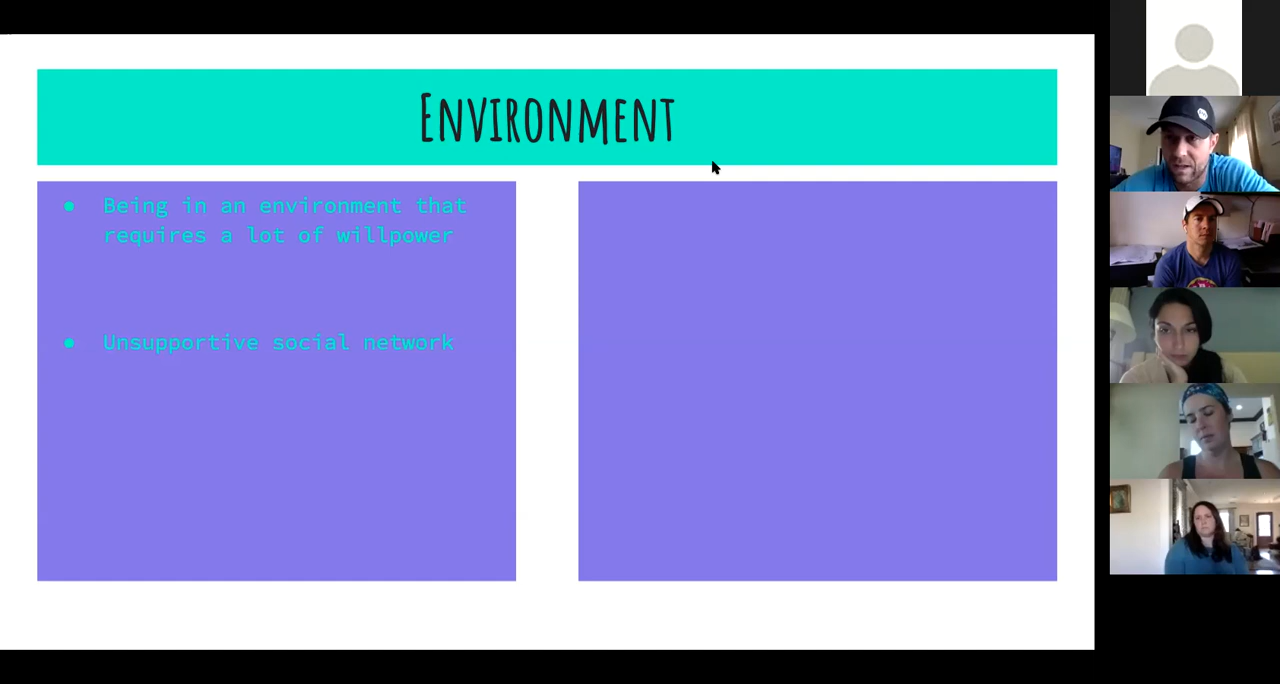 Environment
● Being in an environment that
requires a lot of willpower
● Unsupportive social network